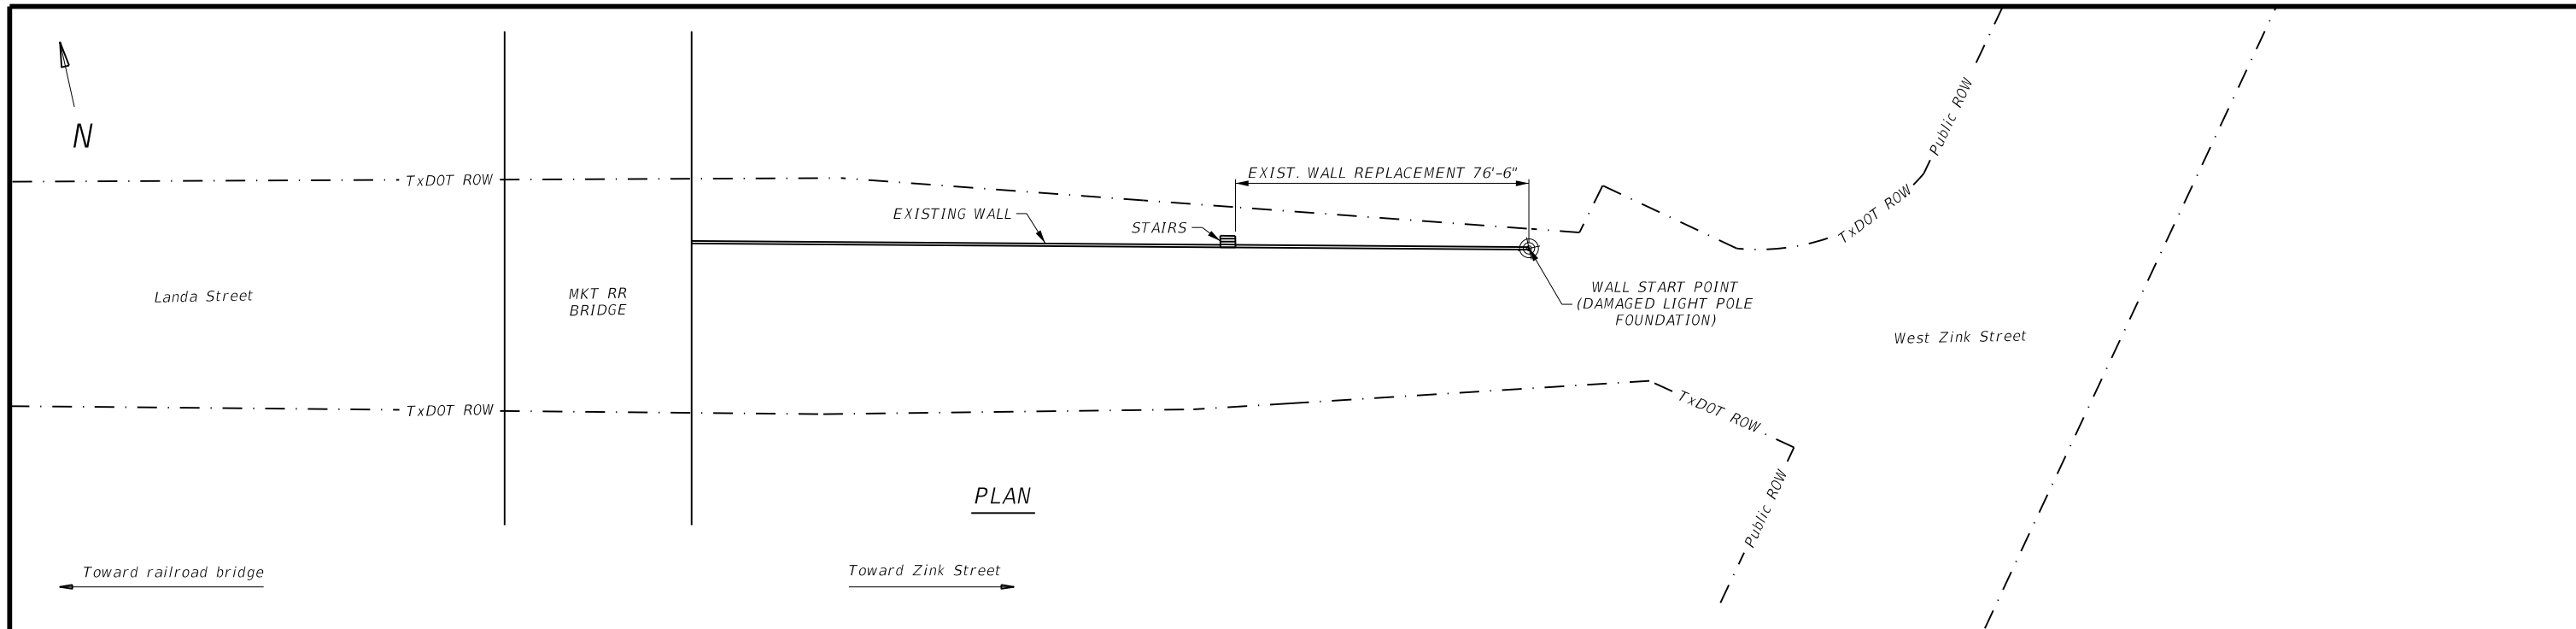 N
Public ROW
TxDOT ROW
EXIST. WALL REPLACEMENT 76'-6"
EXISTING WALL
STAIRS
TxDOT ROW
Landa Street
MKT RR
BRIDGE
WALL START POINT
(DAMAGED LIGHT POLE
FOUNDATION)
West Zink Street
TxDOT ROW
TxDOT ROW
Public ROW
PLAN
Toward railroad bridge
Toward Zink Street